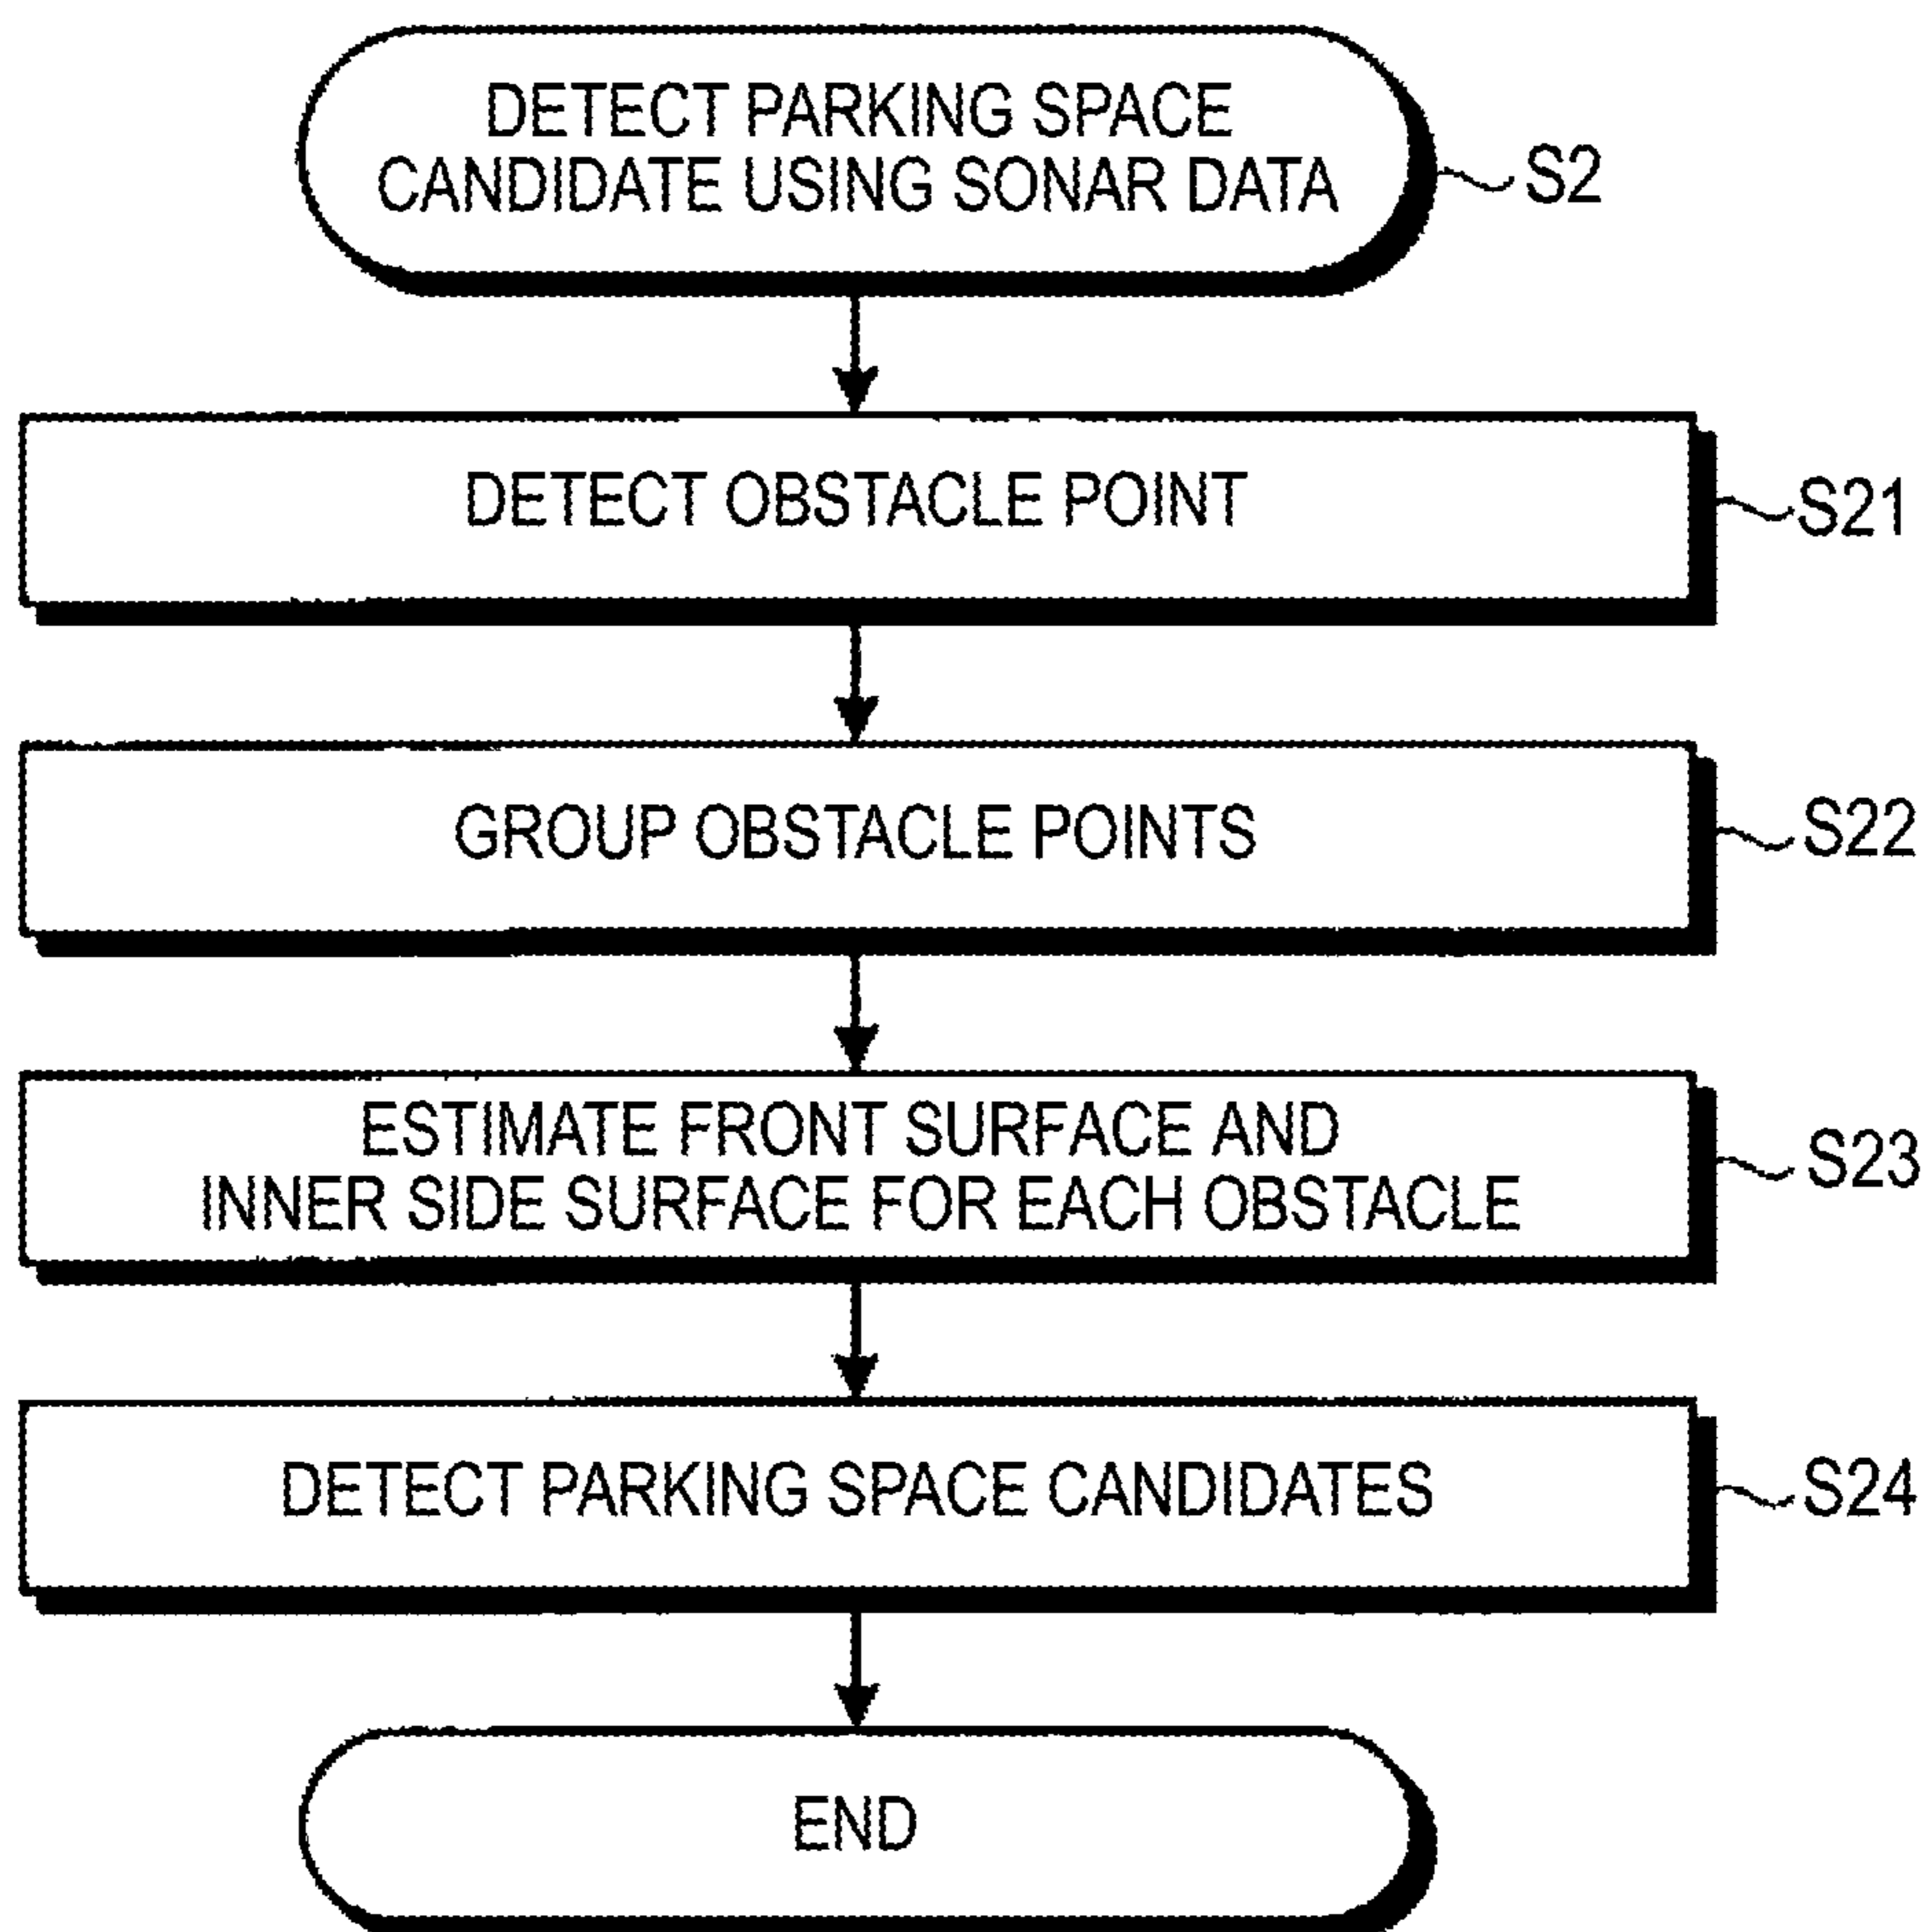 DETECT PARKING SPACE
CANDIDATE USING SONAR DATA
S2
DETECT OBSTACLE POINT
S21
GROUP OBSTACLE POINTS
S22
ESTIMATE FRONT SURFACE AND
INNER SIDE SURFACE FOR EACH OBSTACLE
S23
DETECT PARKING SPACE CANDIDATES
S24
END